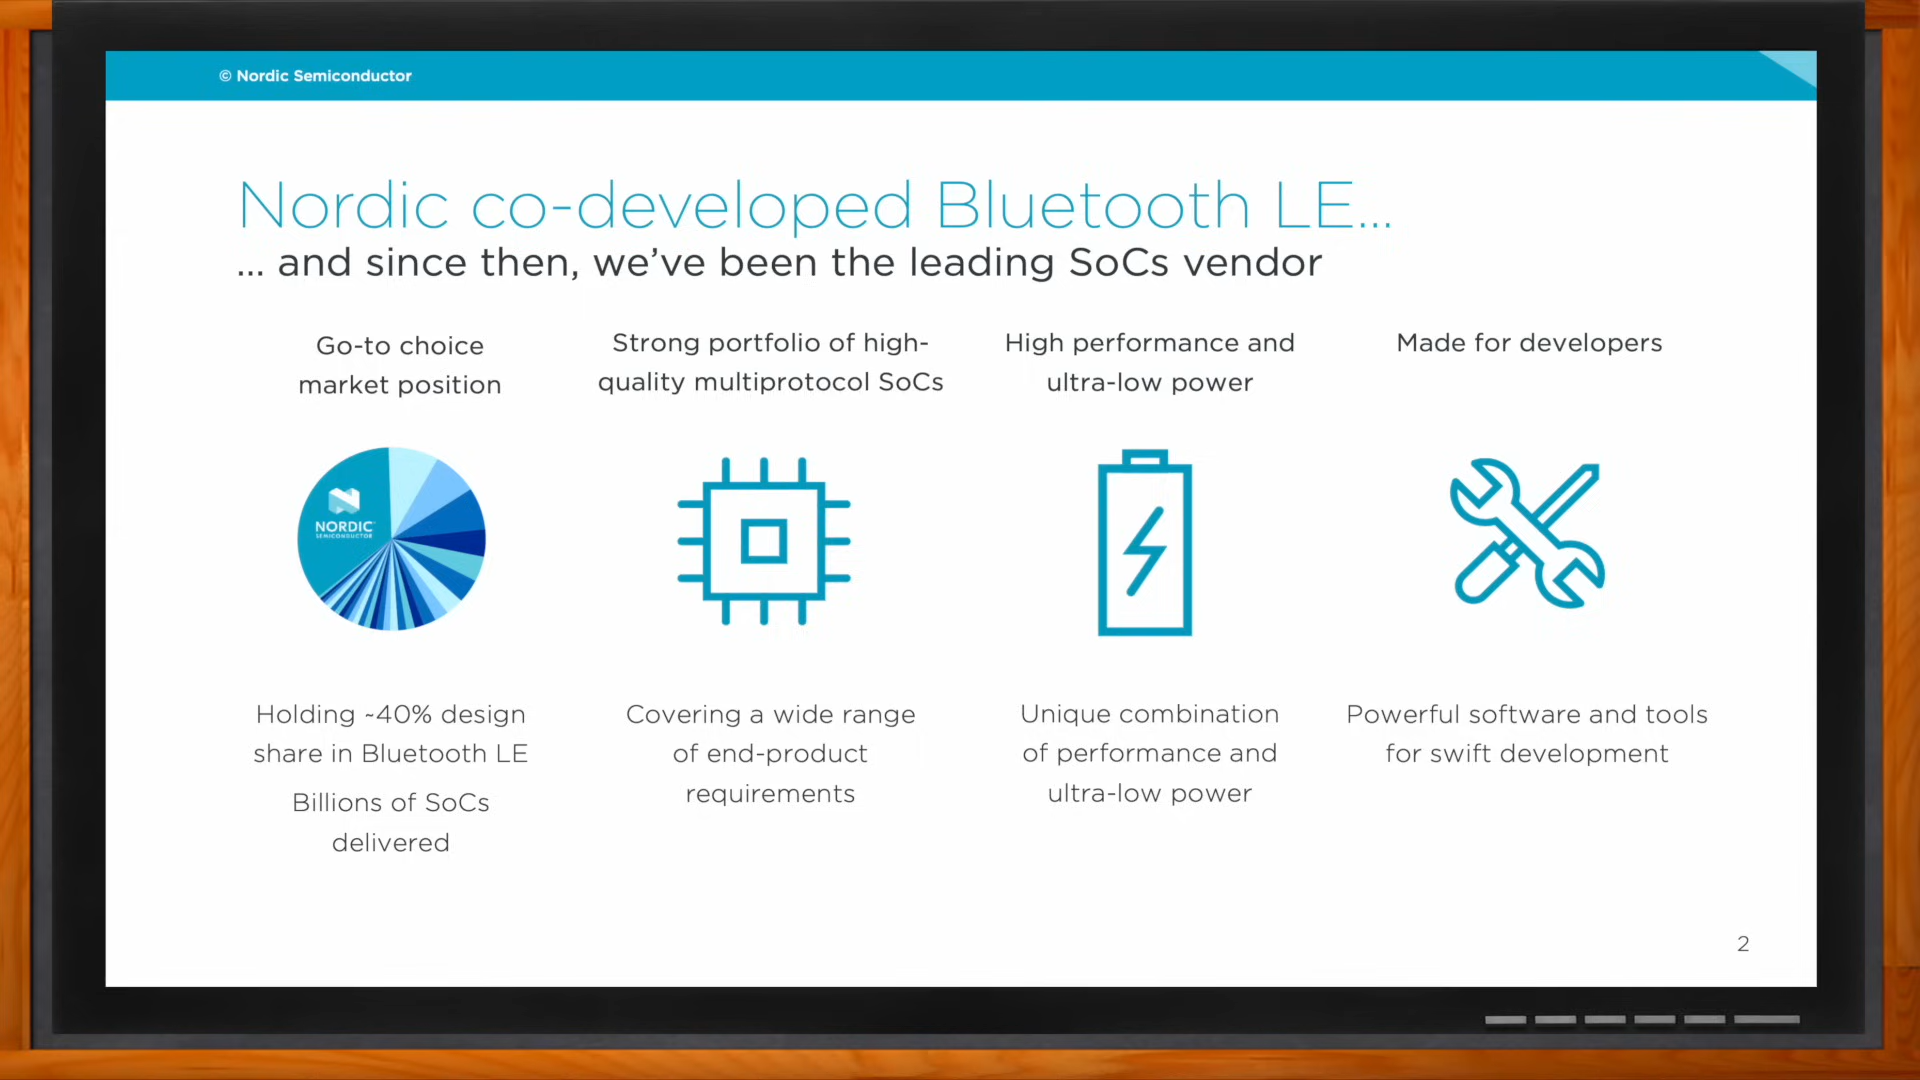 © Nordic Semiconductor
Nordic co-developed Bluetooth LE...
... and since then, we’ve been the leading SoCs vendor
Go-to choice
market position
NORDIC
SEMICONDUCTOR
Holding ~40% design
share in Bluetooth LE
Billions of SoCs
delivered
Strong portfolio of high-
quality multiprotocol SoCs
Covering a wide range
of end-product
requirements
High performance and
ultra-low power
Unique combination
of performance and
ultra-low power
Made for developers
Powerful software and tools
for swift development
2